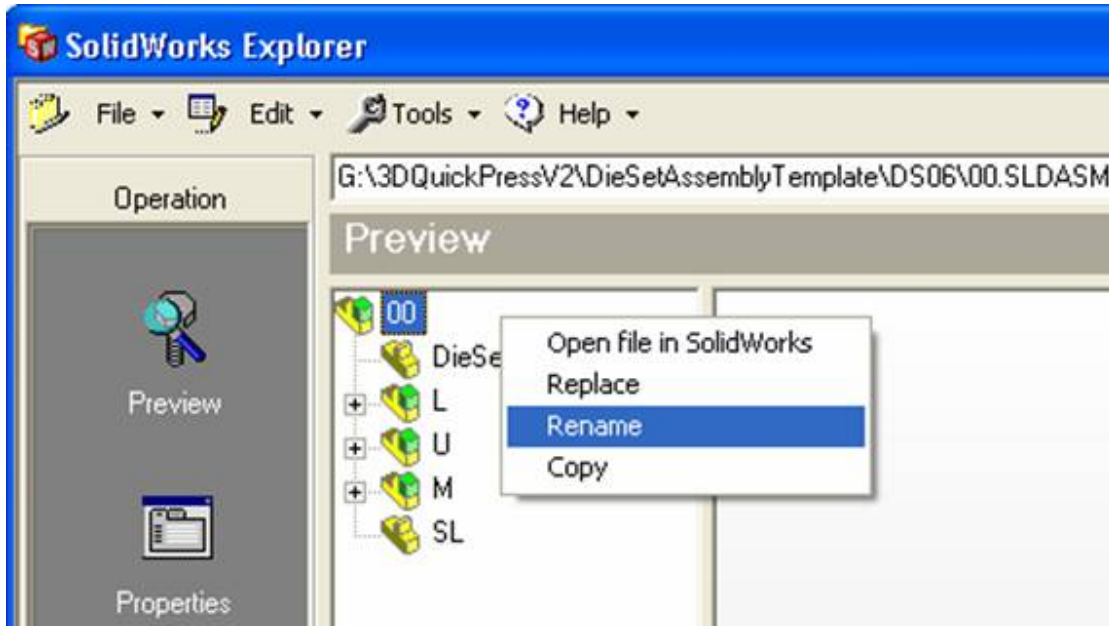 SolidWorks Explorer
File Edit Tools Help
Operation
G:\3DQuickPressV2\DieSetAssemblyTemplate\DS06\00.SLDASM
Preview
00
DieSe
L
U
M
SL
Open file in SolidWorks
Replace
Rename
Copy
Preview
Properties